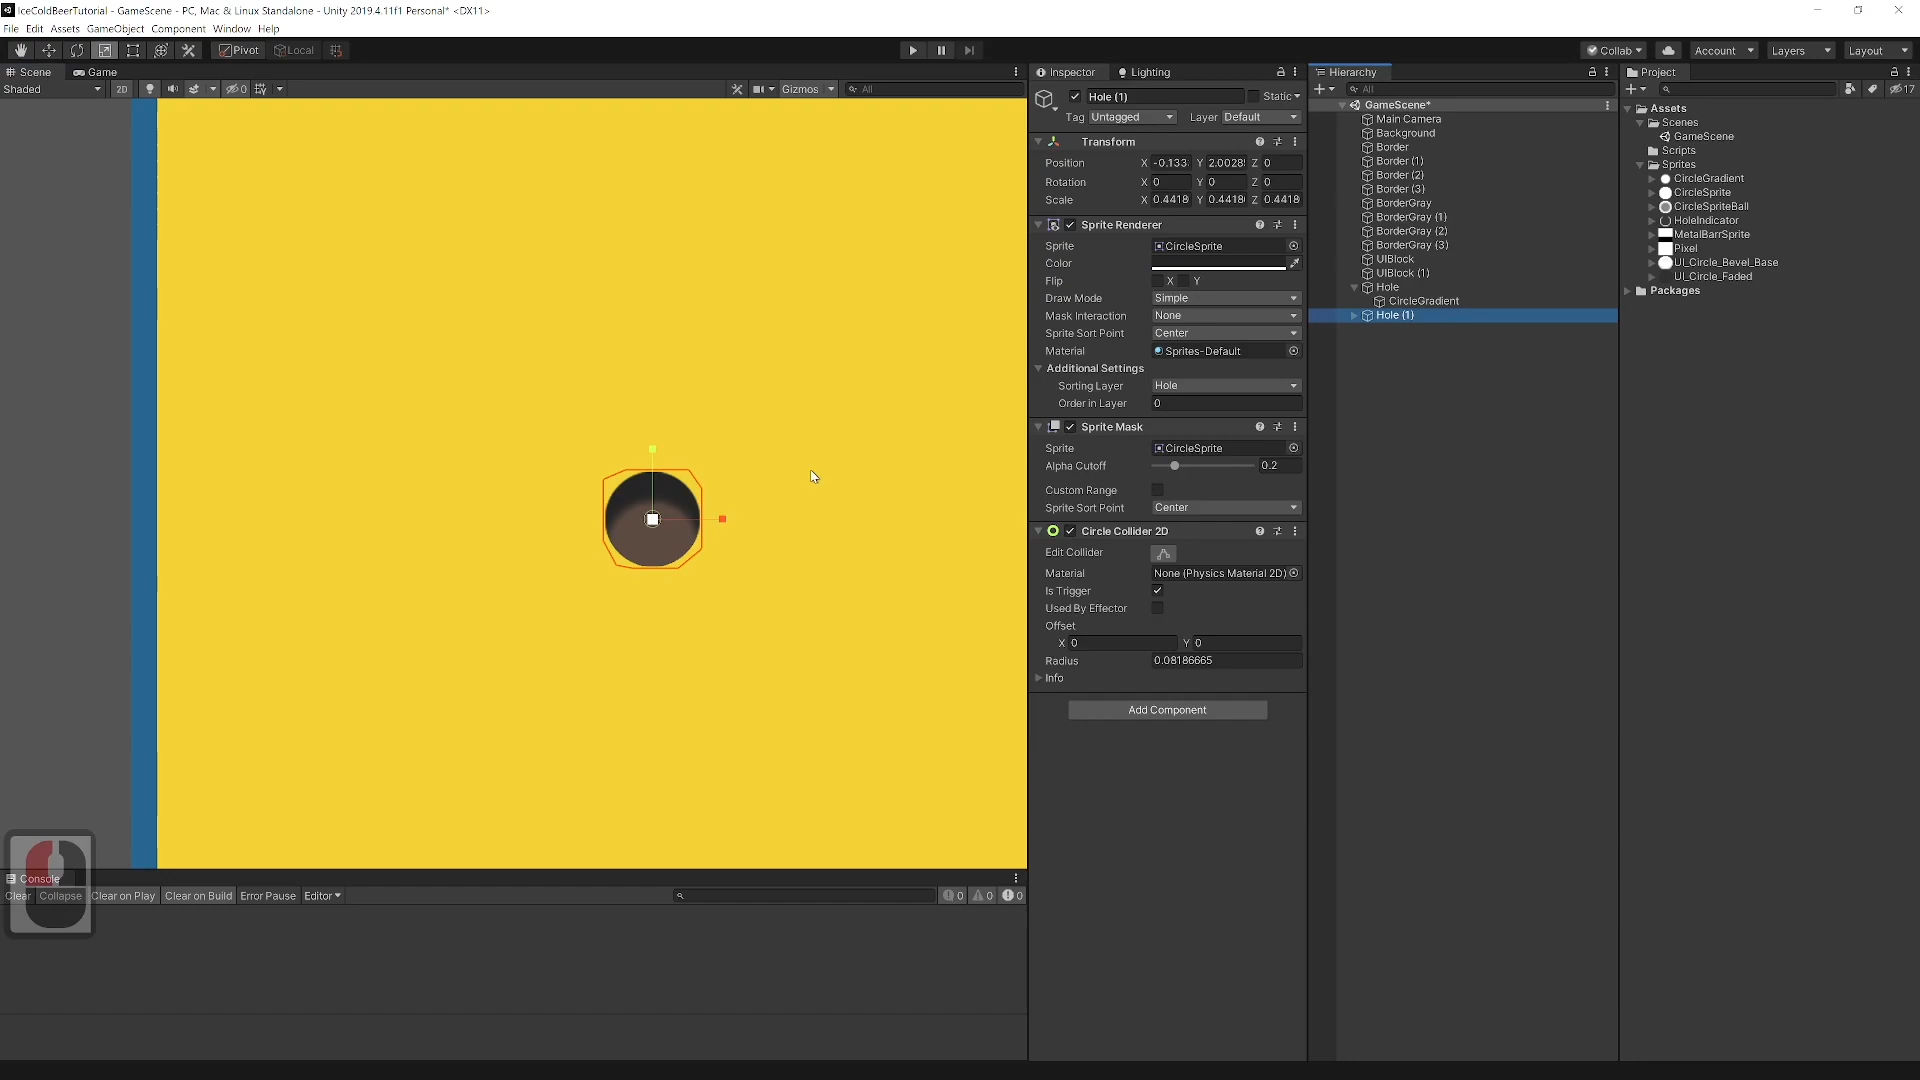 IceColdBeerTutorial - GameScene - PC, Mac & Linux Standalone - Unity 2019.4.11f1 Personal* <DX11>
File Edit Assets GameObject Component Window Help
Pivot Local Collab Account Layers Layout
Scene Game
Shaded 2D 0 Gizmos All
Inspector Lighting
Hole (1) Static
Tag Untagged Layer Default
Transform
Position X -0.133 Y 2.0028 Z 0
Rotation X 0 Y 0 Z 0
Scale X 0.4418 Y 0.4418 Z 0.4418
Sprite Renderer
Sprite CircleSprite
Color
Flip X Y
Draw Mode Simple
Mask Interaction None
Sprite Sort Point Center
Material Sprites-Default
Additional Settings
Sorting Layer Hole
Order in Layer 0
Sprite Mask
Sprite CircleSprite
Alpha Cutoff 0.2
Custom Range
Sprite Sort Point Center
Circle Collider 2D
Edit Collider
Material None (Physics Material 2D)
Is Trigger
Used By Effector
Offset
X 0 Y 0
Radius 0.08186665
Info
Add Component
Hierarchy
All
GameScene*
Main Camera
Background
Border
Border (1)
Border (2)
Border (3)
BorderGray
BorderGray (1)
BorderGray (2)
BorderGray (3)
UIBlock
UIBlock (1)
Hole
CircleGradient
Hole (1)
Project
17
Assets
Scenes
GameScene
Scripts
Sprites
CircleGradient
CircleSprite
CircleSpriteBall
HoleIndicator
MetalBarrSprite
Pixel
UI_Circle_Bevel_Base
UI_Circle_Faded
Packages
Console
Clear Collapse Clear on Play Clear on Build Error Pause Editor 0 0 0